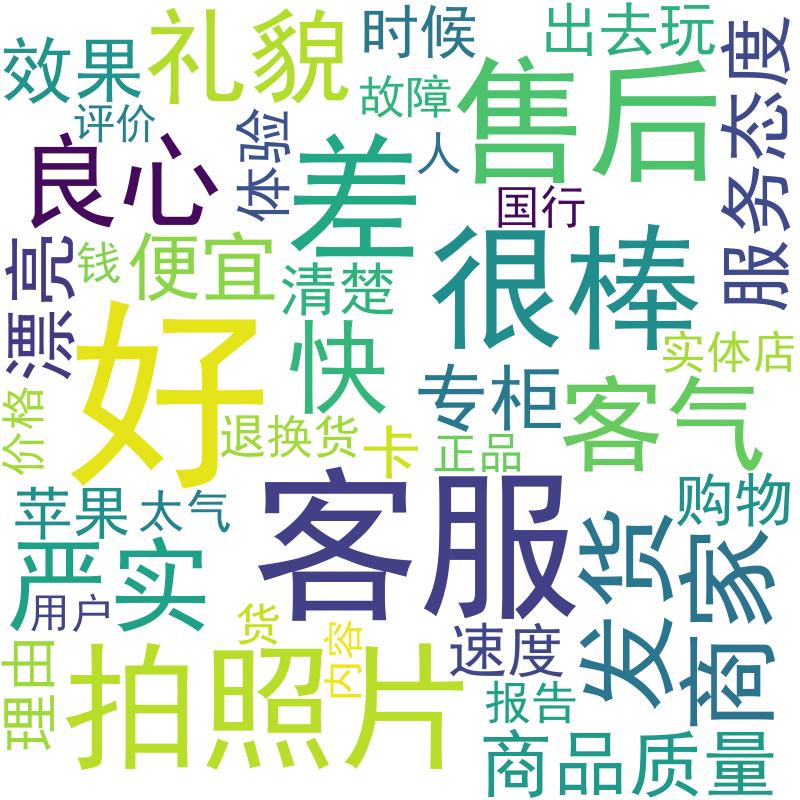 效果
礼貌
时候
出去玩
评价
故障
售后
服务态度
良心
体验
差
人
国行
漂亮
钱
便宜
清楚
很棒
好
快
专柜
实体店
客气
价格
退换货
卡
正品
苹果
太气
客服
购物
严实
发货
商家
用户
货
内容
速度
理由
拍照片
报告
商品质量